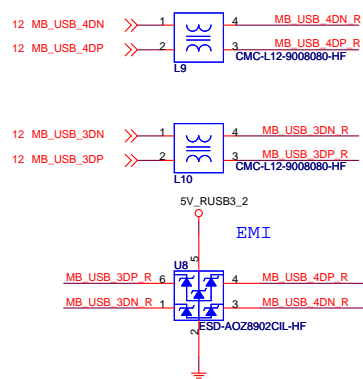 12 MB_USB_4DN 1 4 MB_USB_4DN_R
12 MB_USB_4DP 2 3 MB_USB_4DP_R
L9 CMC-L12-9008080-HF
12 MB_USB_3DN 1 4 MB_USB_3DN_R
12 MB_USB_3DP 2 3 MB_USB_3DP_R
L10 CMC-L12-9008080-HF
5V_RUSB3_2
EMI
U8 5
MB_USB_3DP_R 6 4 MB_USB_4DP_R
MB_USB_3DN_R 1 3 MB_USB_4DN_R
2 ESD-AOZ8902CIL-HF